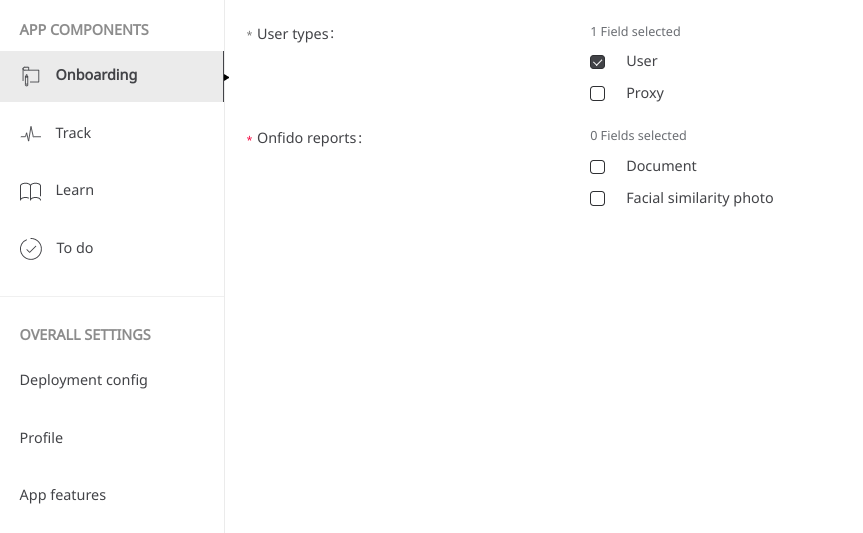 APP COMPONENTS
Onboarding
Track
Learn
To do
OVERALL SETTINGS
Deployment config
Profile
App features
* User types:
1 Field selected
User
Proxy
* Onfido reports:
0 Fields selected
Document
Facial similarity photo